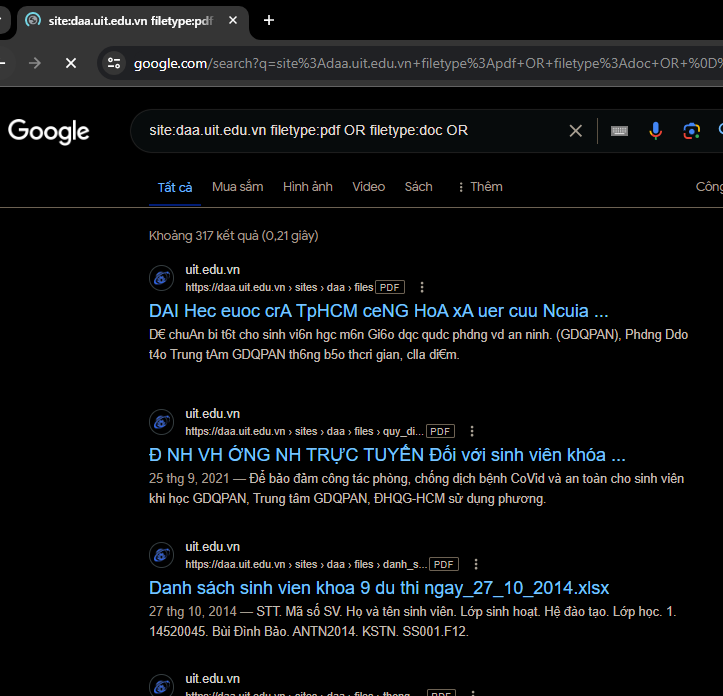 site:daa.uit.edu.vn filetype:pdf
google.com/search?q=site%3Adaa.uit.edu.vn+filetype%3Apdf+OR+filetype%3Adoc+OR+%0D%
Google
site:daa.uit.edu.vn filetype:pdf OR filetype:doc OR
Tất cả Mua sắm Hình ảnh Video Sách Thêm Công
Khoảng 317 kết quả (0,21 giây)
uit.edu.vn
https://daa.uit.edu.vn › sites › daa › files PDF
DAI Hec euoc crA TpHCM ceNG HoA xA uer cuu Ncuia ...
D€ chuAn bi t6t cho sinh vi6n hgc m6n Gi6o dqc qudc phdng vd an ninh. (GDQPAN), Phdng Ddo
t4o Trung tAm GDQPAN th6ng b5o thcri gian, clla di€m.
uit.edu.vn
https://daa.uit.edu.vn › sites › daa › files › quy_di... PDF
Đ NH VH ỚNG NH TRỰC TUYẾN Đối với sinh viên khóa ...
25 thg 9, 2021 — Để bảo đảm công tác phòng, chống dịch bệnh CoVid và an toàn cho sinh viên
khi học GDQPAN, Trung tâm GDQPAN, ĐHQG-HCM sử dụng phương.
uit.edu.vn
https://daa.uit.edu.vn › sites › daa › files › danh_s... PDF
Danh sách sinh vien khoa 9 du thi ngay_27_10_2014.xlsx
27 thg 10, 2014 — STT. Mã số SV. Họ và tên sinh viên. Lớp sinh hoạt. Hệ đào tạo. Lớp học. 1.
14520045. Bùi Đình Bảo. ANTN2014. KSTN. SS001.F12.
uit.edu.vn
https://daa.uit.edu.vn › sites › daa › files › thong... PDF